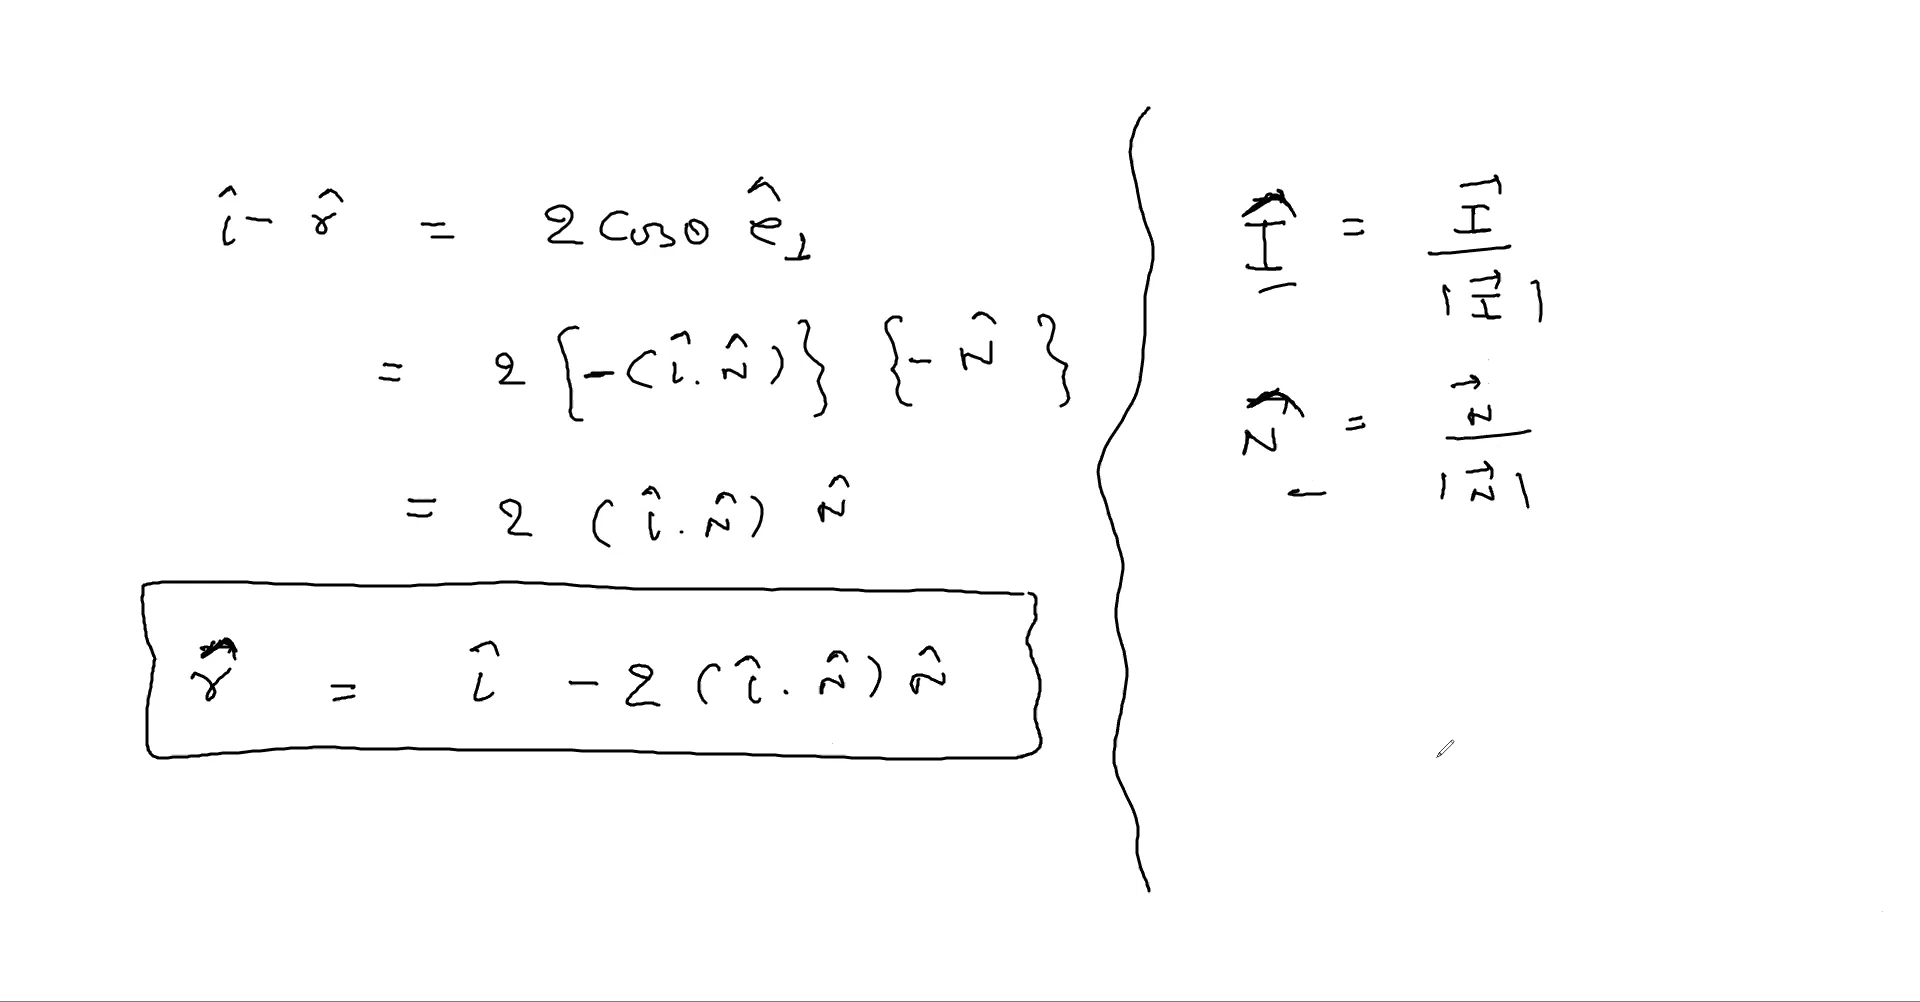 î - r̂ = 2 cos θ ê⊥
= 2 {-(î . N̂)} {- N̂}
= 2 (î . N̂) N̂
r̂ = î - 2 (î . N̂) N̂
Î = I⃗ / |I⃗|
N̂ = N⃗ / |N⃗|